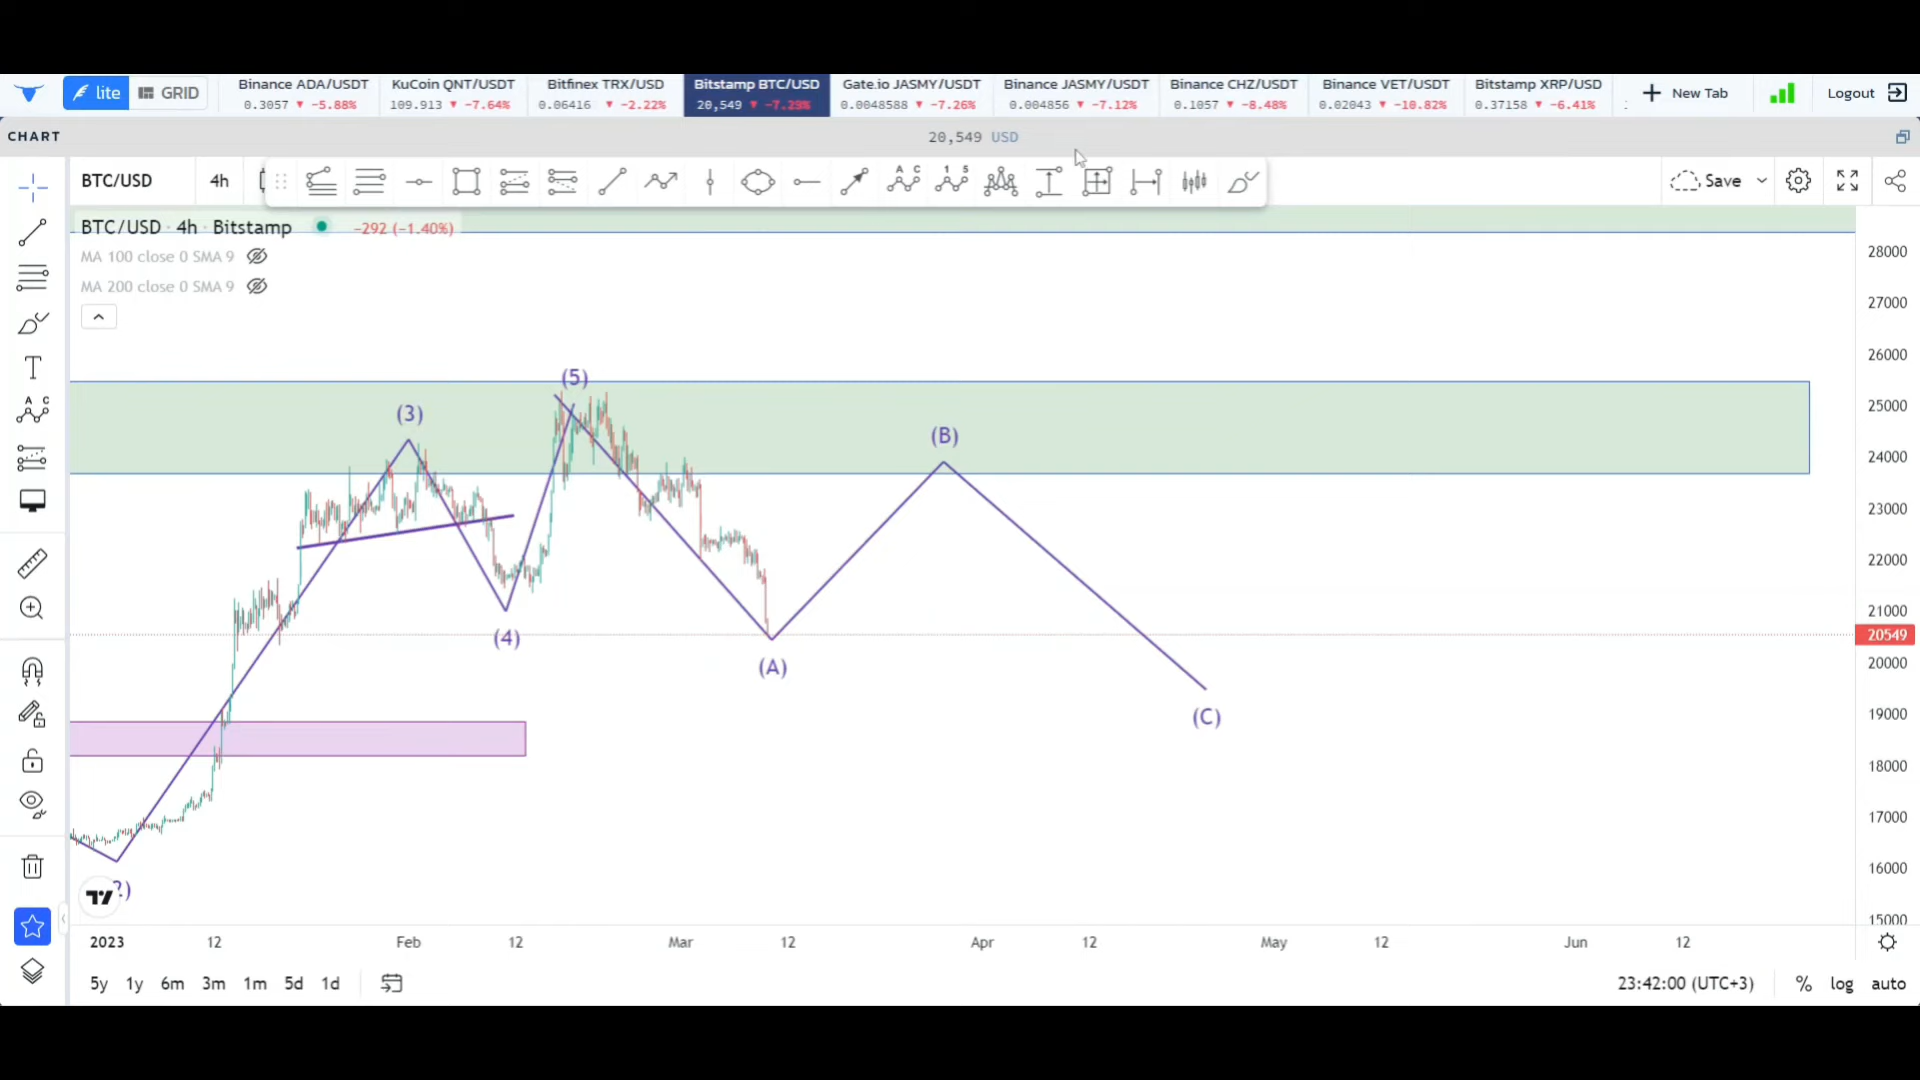 lite GRID
Binance ADA/USDT KuCoin QNT/USDT Bitfinex TRX/USD Bitstamp BTC/USD Gate.io JASMY/USDT Binance JASMY/USDT Binance CHZ/USDT Binance VET/USDT Bitstamp XRP/USD
0.3057 ▼ −5.88% 109.913 ▼ −7.64% 0.06416 ▼ −2.22% 20,549 ▼ −7.29% 0.0048588 ▼ −7.26% 0.004856 ▼ −7.12% 0.1057 ▼ −8.48% 0.02043 ▼ −10.82% 0.37158 ▼ −6.41%
New Tab Logout
CHART 20,549 USD
BTC/USD 4h Save
BTC/USD · 4h · Bitstamp −292 (−1.40%)
MA 100 close 0 SMA 9
MA 200 close 0 SMA 9
28000
27000
26000
25000
24000
23000
22000
21000
20549
20000
19000
18000
17000
16000
15000
(5)
(3)
(B)
(4)
(A)
(C)
2023 12 Feb 12 Mar 12 Apr 12 May 12 Jun 12
5y 1y 6m 3m 1m 5d 1d 23:42:00 (UTC+3) % log auto